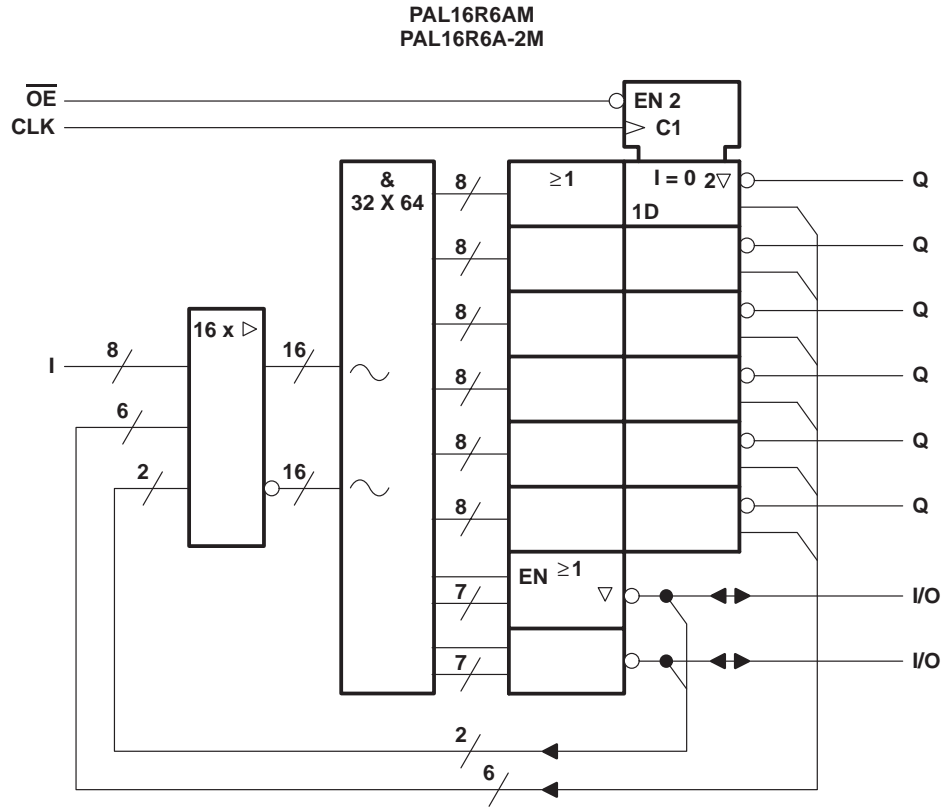 PAL16R6AM
PAL16R6A-2M
OE
EN 2
CLK
C1
&
32 X 64
8
≥1
I = 0 2▽
Q
1D
8
Q
8
Q
16 x ▷
I
8
16
8
Q
6
8
Q
2
16
8
Q
EN ≥1
▽
7
I/O
7
I/O
2
6